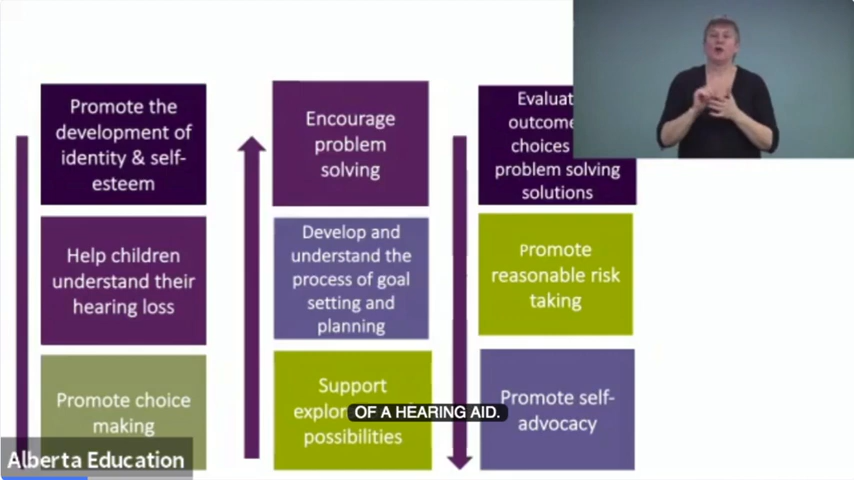 Promote the
development of
identity & self-
esteem
Help children
understand their
hearing loss
Promote choice
making
Encourage
problem
solving
Develop and
understand the
process of goal
setting and
planning
Support
possibilities
problem solving
solutions
Promote
reasonable risk
taking
Promote self-
advocacy
OF A HEARING AID.
Alberta Education